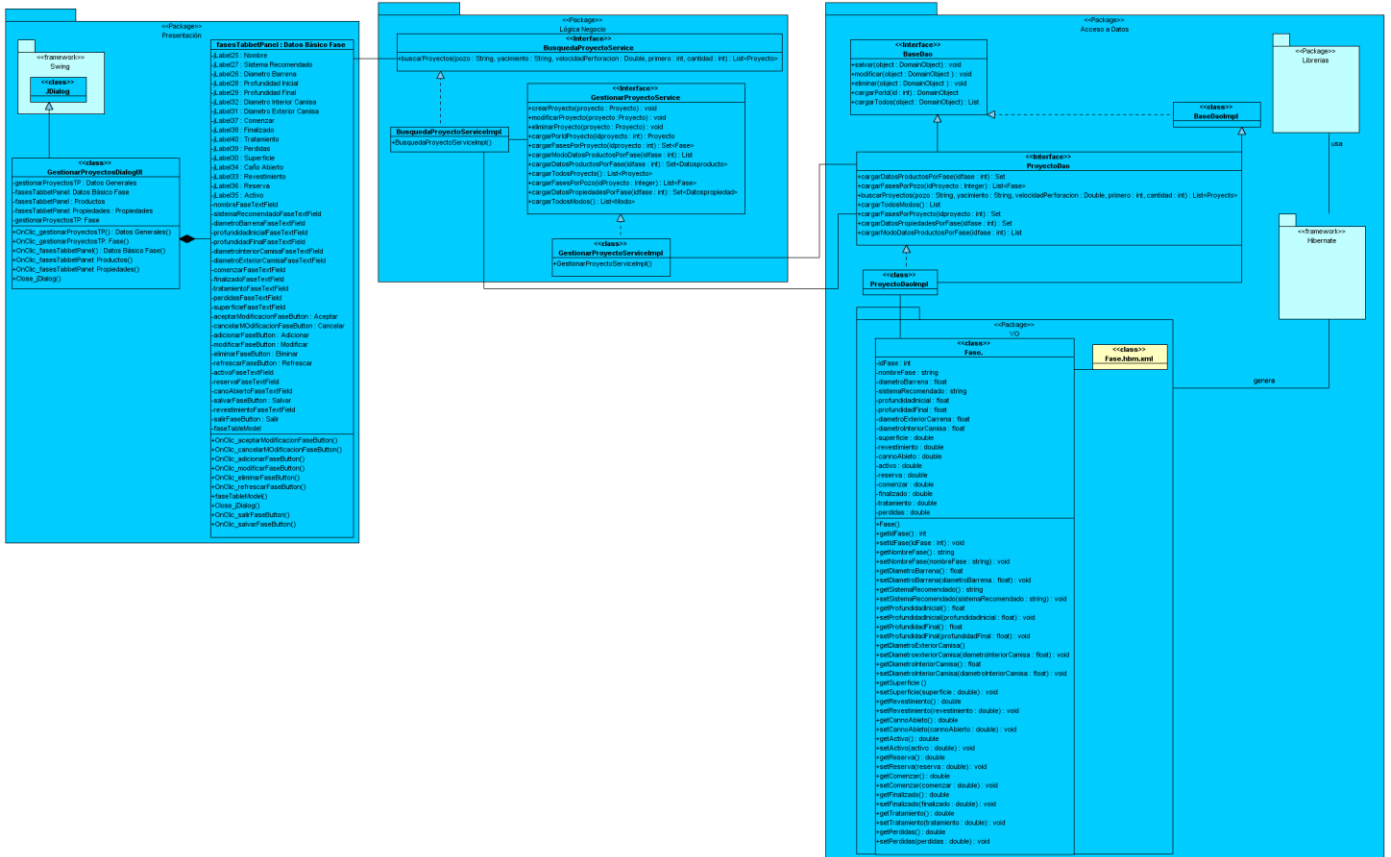 <<Package>>
Presentación
<<framework>>
Swing
<<class>>
JDialog
<<class>>
GestionarProyectosDialogUI
-gestionarProyectosTP : Datos Generales
-fasesTabbetPanel: Datos Básico Fase
-fasesTabbetPanel : Productos
-fasesTabbetPanel: Propiedades : Propiedades
-gestionarProyectosTP: Fase
+OnClic_gestionarProyectosTP() : Datos Generales()
+OnClic_gestionarProyectosTP: Fase()
+OnClic_fasesTabbetPanel() : Datos Básico Fase()
+OnClic_fasesTabbetPanel: Productos()
+OnClic_fasesTabbetPanel: Propiedades()
+Close_jDialog()
fasesTabbetPanel : Datos Básico Fase
-jLabel25 : Nombre
-jLabel27 : Sistema Recomendado
-jLabel26 : Diametro Barrena
-jLabel28 : Profundidad Inicial
-jLabel29 : Profundidad Final
-jLabel32 : Diametro Interior Camisa
-jLabel31 : Diametro Exterior Camisa
-jLabel37 : Comenzar
-jLabel38 : Finalizado
-jLabel40 : Tratamiento
-jLabel39 : Perdidas
-jLabel30 : Superficie
-jLabel34 : Caño Abierto
-jLabel33 : Revestimiento
-jLabel36 : Reserva
-jLabel35 : Activo
-nombreFaseTextField
-sistemaRecomendadoFaseTextField
-diametroBarrenaFaseTextField
-profundidaInicialFaseTextField
-profundidadFinalFaseTextField
-diametroInteriorCamisaFaseTextField
-diametroExteriorCamisaFaseTextField
-comenzarFaseTextField
-finalizadoFaseTextField
-tratamientoFaseTextField
-perdidasFaseTextField
-superficieFaseTextField
-aceptarModificacionFaseButton : Aceptar
-cancelarMOdificacionFaseButton : Cancelar
-adicionarFaseButton : Adicionar
-modificarFaseButton : Modificar
-eliminarFaseButton : Eliminar
-refrescarFaseButton : Refrescar
-activoFaseTextField
-reservaFaseTextField
-canoAbiertoFaseTextField
-salvarFaseButton : Salvar
-revestimientoFaseTextField
-salirFaseButton : Salir
-faseTableModel
+OnClic_aceptarModificacionFaseButton()
+OnClic_cancelarMOdificacionFaseButton()
+OnClic_adicionarFaseButton()
+OnClic_modificarFaseButton()
+OnClic_eliminarFaseButton()
+OnClic_refrescarFaseButton()
+faseTableModel()
+Close_jDialog()
+OnClic_salirFaseButton()
+OnClic_salvarFaseButton()
<<Package>>
Lógica Negocio
<<Interface>>
BusquedaProyectoService
+buscarProyectos(pozo : String, yacimiento : String, velocidadPerforacion : Double, primero : int, cantidad : int) : List<Proyecto>
<<Interface>>
GestionarProyectoService
+crearProyecto(proyecto : Proyecto) : void
+modificarProyecto(proyecto :Proyecto) : void
+eliminarProyecto(proyecto : Proyecto) : void
+cargarPorIdProyecto(idproyecto : int) : Proyecto
+cargarFasesPorProyecto(idproyecto : int) : Set<Fase>
+cargarModoDatosProductosPorFase(idfase : int) : List
+cargarDatosProductosPorFase(idfase : int) : Set<Datosproducto>
+cargarTodosProyecto() : List<Proyecto>
+cargarFasesPorPozo(idProyecto : Integer) : List<Fase>
+cargarDatosPropiedadesPorFase(idfase : int) : Set<Datospropiedad>
+cargarTodosModos() : List<Modo>
BusquedaProyectoServiceImpl
+BusquedaProyectoServiceImpl()
<<class>>
GestionarProyectoServiceImpl
+GestionarProyectoServiceImpl()
<<Package>>
Acceso a Datos
<<Interface>>
BaseDao
+salvar(object : DomainObject) : void
+modificar(object : DomainObject ) : void
+eliminar(object : DomainObject ) : void
+cargarPorId(id : int) : DomainObject
+cargarTodos(object : DomainObject) : List
<<class>>
BaseDaoImpl
<<Package>>
Librerias
usa
<<Interface>>
ProyectoDao
+cargarDatosProductosPorFase(idfase : int) : Set
+cargarFasesPorPozo(idProyecto : Integer) : List<Fase>
+buscarProyectos(pozo : String, yacimiento : String, velocidadPerforacion : Double, primero : int, cantidad : int) : List<Proyecto>
+cargarTodosModos() : List
+cargarFasesPorProyecto(idproyecto : int) : Set
+cargarDatosPropiedadesPorFase(idfase : int) : Set
+cargarModoDatosProductosPorFase(idfase : int) : List
<<framework>>
Hibernate
<<class>>
ProyectoDaoImpl
<<Package>>
VO
<<class>>
Fase.
-idFase : int
-nombreFase : string
-diametroBarrena : float
-sistemaRecomendado : string
-profundidadInicial : float
-profundidadFinal : float
-diametroExteriorCarrena : float
-diametroInteriorCamisa : float
-superficie : double
-revestimiento : double
-cannoAbieto : double
-activo : double
-reserva : double
-comenzar : double
-finalizado : double
-tratamiento : double
-perdidas : double
+Fase()
+getIdFase() : int
+setIdFase(idFase : int) : void
+getNombreFase() : string
+setNombreFase(nombreFase : string) : void
+getDiametroBarreno() : float
+setDiametroBarrena(diametroBarrena : float) : void
+getSistemaRecomendado() : string
+setSistemaRecomendado(sistemaRecomendado : string) : void
+getProfundidadInicial() : float
+setProfundidadInicial(profundidadInicial : float) : void
+getProfundidadFinal() : float
+setProfundidadFinal(profundidadFinal : float) : void
+getDiametroExteriorCamisa()
+setDiametroexteriorCamisa(diametroInteriorCamisa : float) : void
+getDiametroInteriorCamisa() : float
+setDiametroInteriorCamisa(diametroInteriorCamisa : float) : void
+getSuperficie ()
+setSuperficie(superficie : double) : void
+getRevestimiento() : double
+setRevestimiento(revestimiento : double) : void
+getCannoAbieto() : double
+setCannoAbieto(cannoAbierto : double) : void
+getActivo() : double
+setActivo(activo : double) : void
+getReserva() : double
+setReserva(reserva : double) : void
+getComenzar() : double
+setComenzar(comenzar : double) : void
+getFinalizado() : double
+setFinalizado(finalizado : double) : void
+getTratamiento() : double
+setTratamiento(tratamiento : double) : void
+getPerdidas() : double
+setPerdidas(perdidas : double) : void
<<class>>
Fase.hbm.xml
genera